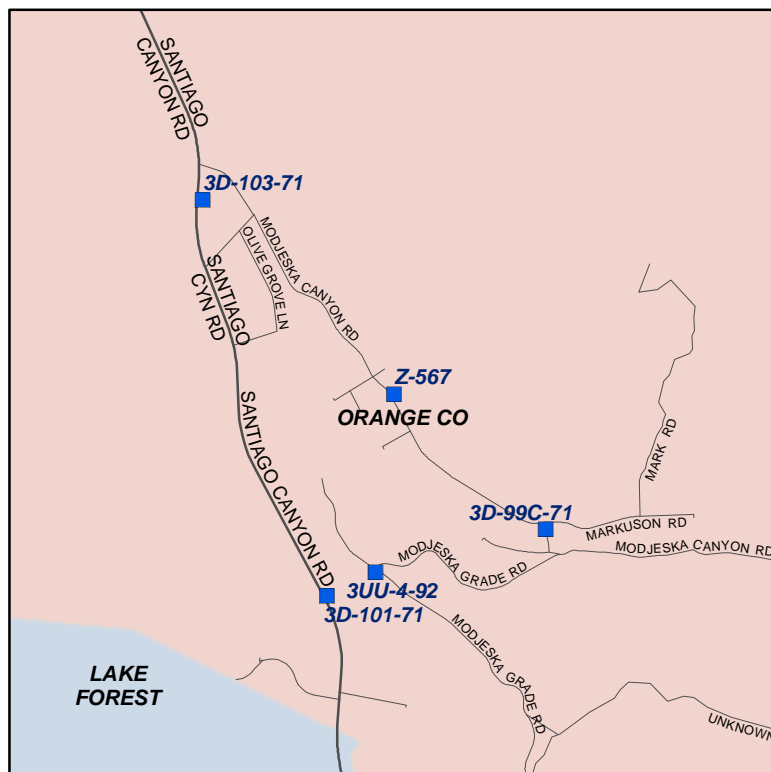 SANTIAGO
CANYON RD
3D-103-71
MODJESKA CANYON RD
OLIVE GROVE LN
SANTIAGO
CYN RD
Z-567
ORANGE CO
SANTIAGO CANYON RD
MARK RD
3D-99C-71
MARKUSON RD
MODJESKA CANYON RD
MODJESKA GRADE RD
3UU-4-92
3D-101-71
MODJESKA GRADE RD
LAKE
FOREST
UNKNOWN